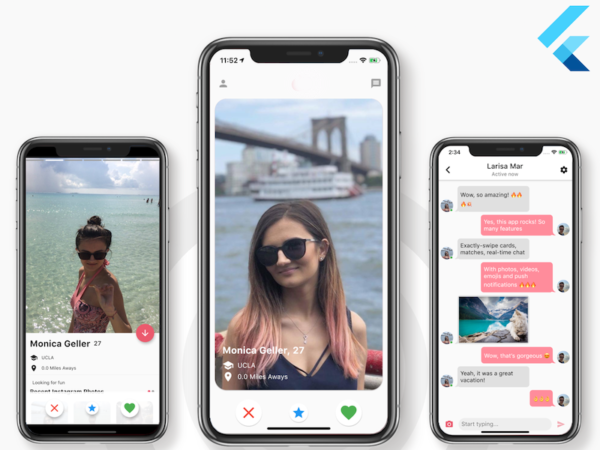 Monica Geller 27
UCLA
0.0 Miles Aways
Looking for fun
Recent Instagram Photos
11:52
Monica Geller, 27
UCLA
0.0 Miles Aways
2:34
Larisa Mar
Active now
Wow, so amazing! 🔥🔥
🔥🔥
Yes, this app rocks! So
many features
Exactly-swipe cards,
matches, real-time chat
With photos, videos,
emojie and push
notifications 🔥🔥🔥
Wow, that's gorgeous 😍
Yeah, it was a great
vacation!
Start typing...